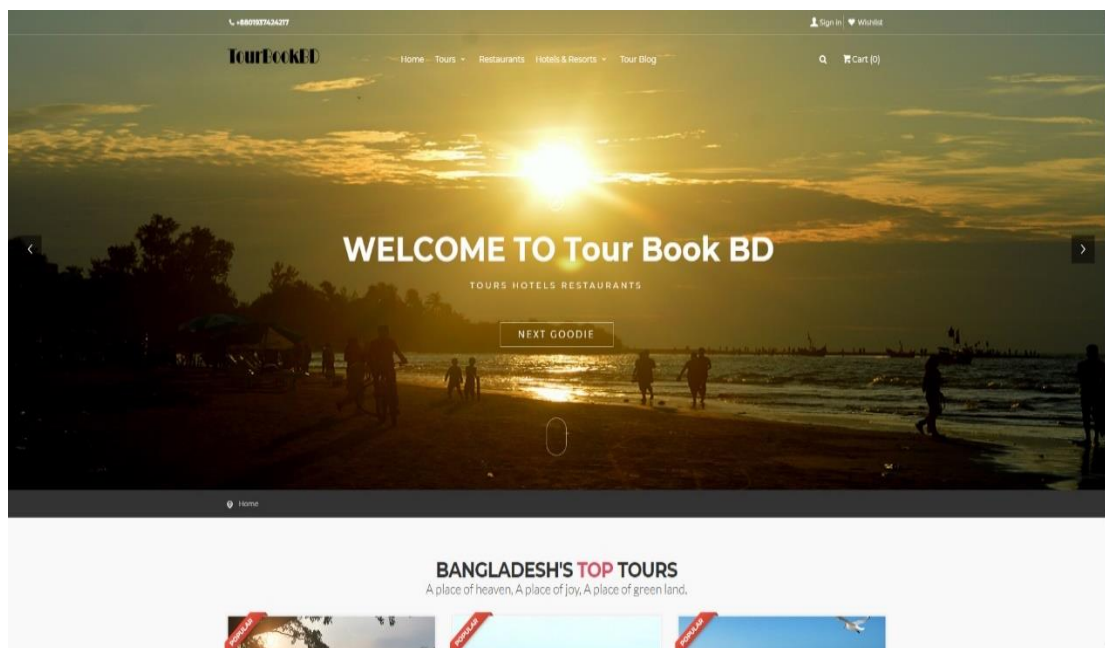 +8801937424217
Sign in Wishlist
TourBookBD
Home Tours Restaurants Hotels & Resorts Tour Blog
Cart (0)
WELCOME TO Tour Book BD
TOURS HOTELS RESTAURANTS
NEXT GOODIE
Home
BANGLADESH'S TOP TOURS
A place of heaven, A place of joy, A place of green land.
POPULAR POPULAR POPULAR